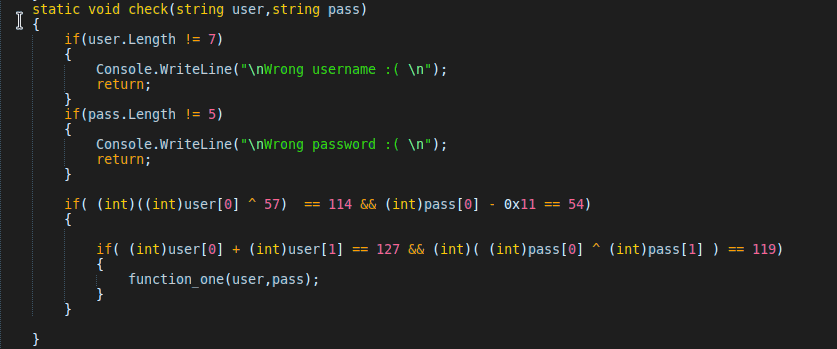 static void check(string user,string pass)
{
if(user.Length != 7)
{
Console.WriteLine("\nWrong username :( \n");
return;
}
if(pass.Length != 5)
{
Console.WriteLine("\nWrong password :( \n");
return;
}
if( (int)((int)user[0] ^ 57)  == 114 && (int)pass[0] - 0x11 == 54)
{
if( (int)user[0] + (int)user[1] == 127 && (int)( (int)pass[0] ^ (int)pass[1] ) == 119)
{
function_one(user,pass);
}
}
}